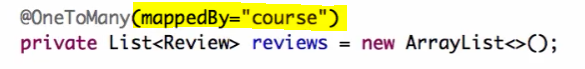 @OneToMany(mappedBy="course")
private List<Review> reviews = new ArrayList<>();